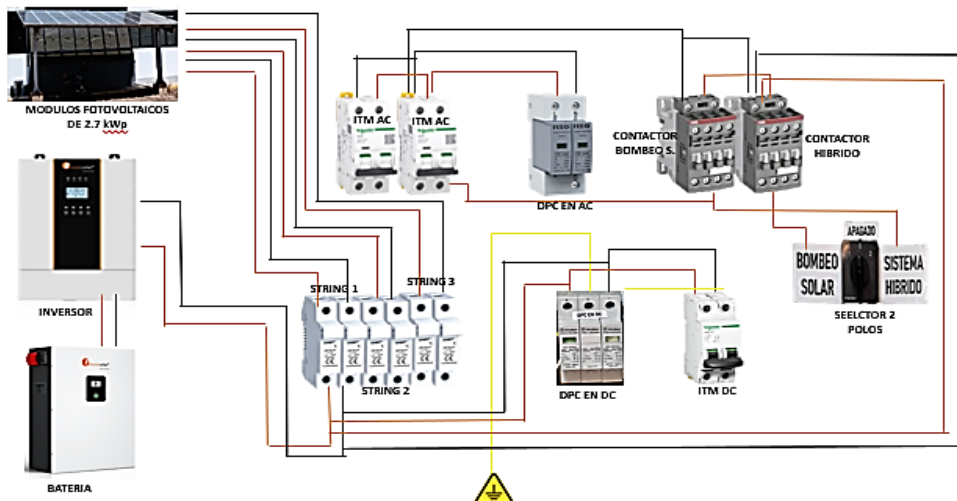 MODULOS FOTOVOLTAICOS
DE 2.7 kWp
ITM AC
ITM AC
DPC EN AC
CONTACTOR
BOMBEO S.
CONTACTOR
HIBRIDO
INVERSOR
STRING 1
STRING 3
STRING 2
DPC EN DC
ITM DC
APAGADO
BOMBEO
SOLAR
SISTEMA
HIBRIDO
SEELCTOR 2
POLOS
BATERIA